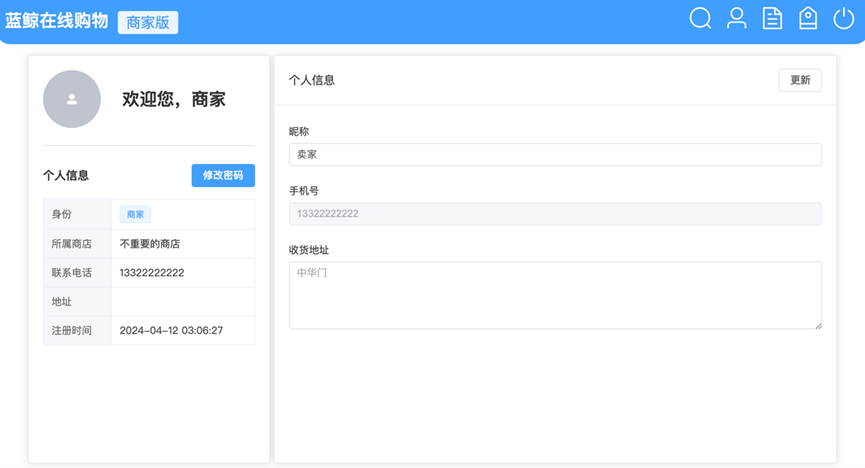 蓝鲸在线购物 商家版
欢迎您，商家
个人信息 修改密码
身份 商家
所属商店 不重要的商店
联系电话 13322222222
地址
注册时间 2024-04-12 03:06:27
个人信息 更新
昵称
卖家
手机号
13322222222
收货地址
中华门